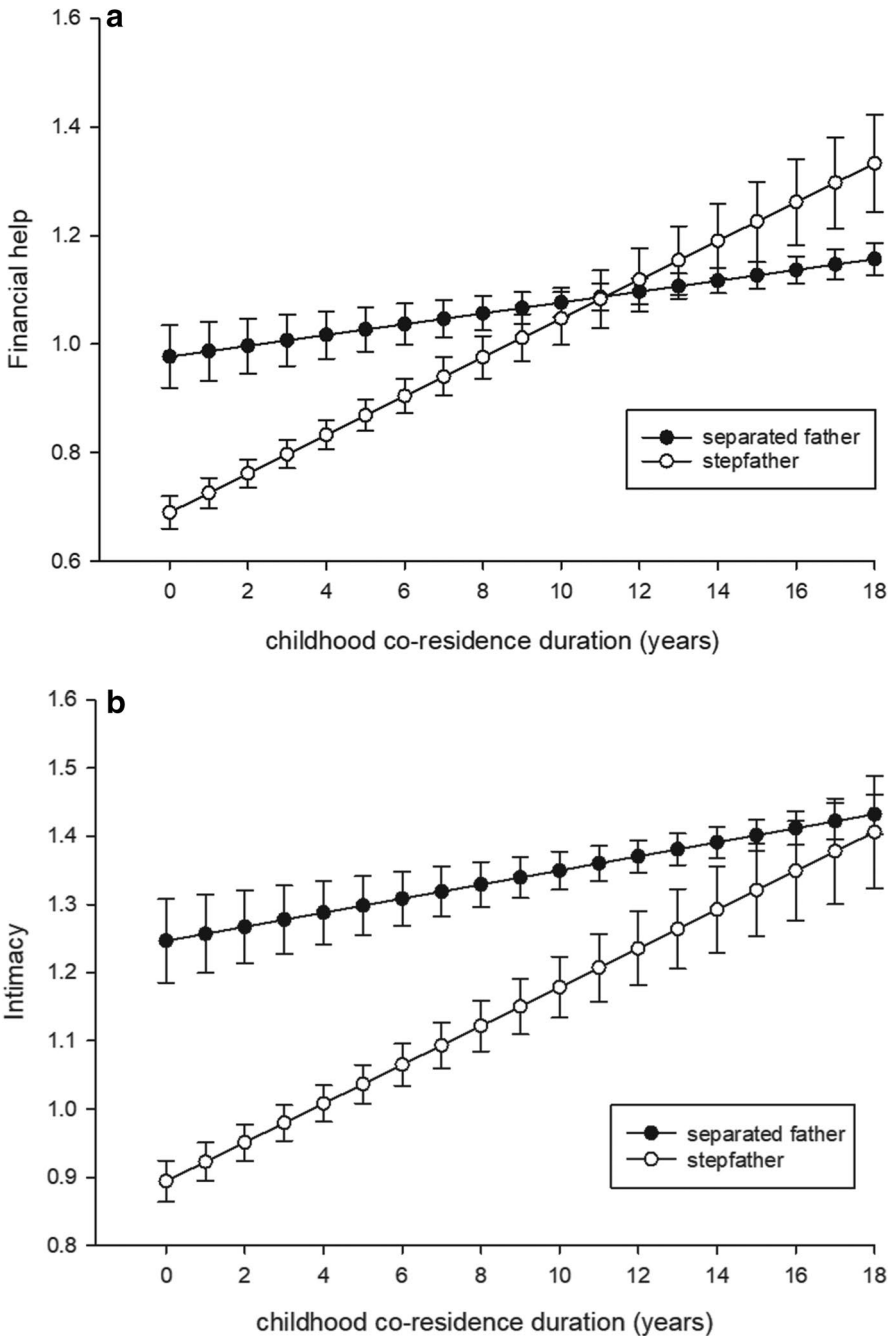 a
1.6
1.4
1.2
1.0
0.8
0.6
Financial help
separated father
stepfather
0 2 4 6 8 10 12 14 16 18
childhood co-residence duration (years)
b
1.6
1.5
1.4
1.3
1.2
1.1
1.0
0.9
0.8
Intimacy
separated father
stepfather
0 2 4 6 8 10 12 14 16 18
childhood co-residence duration (years)